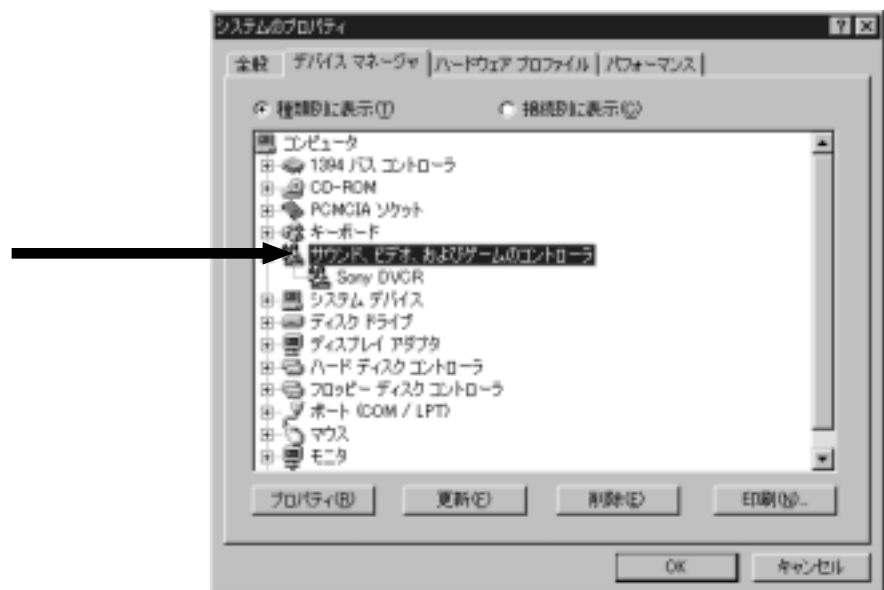 システムのプロパティ
全般 デバイス マネージャ ハードウェア プロファイル パフォーマンス
種類別に表示(T) 接続別に表示(C)
コンピュータ
1394 バス コントローラ
CD-ROM
PCMCIA ソケット
キーボード
サウンド、ビデオ、およびゲームのコントローラ
Sony DVCR
システム デバイス
ディスク ドライブ
ディスプレイ アダプタ
ハード ディスク コントローラ
フロッピー ディスク コントローラ
ポート (COM / LPT)
マウス
モニタ
プロパティ(R) 更新(F) 削除(E) 印刷(N)...
OK キャンセル